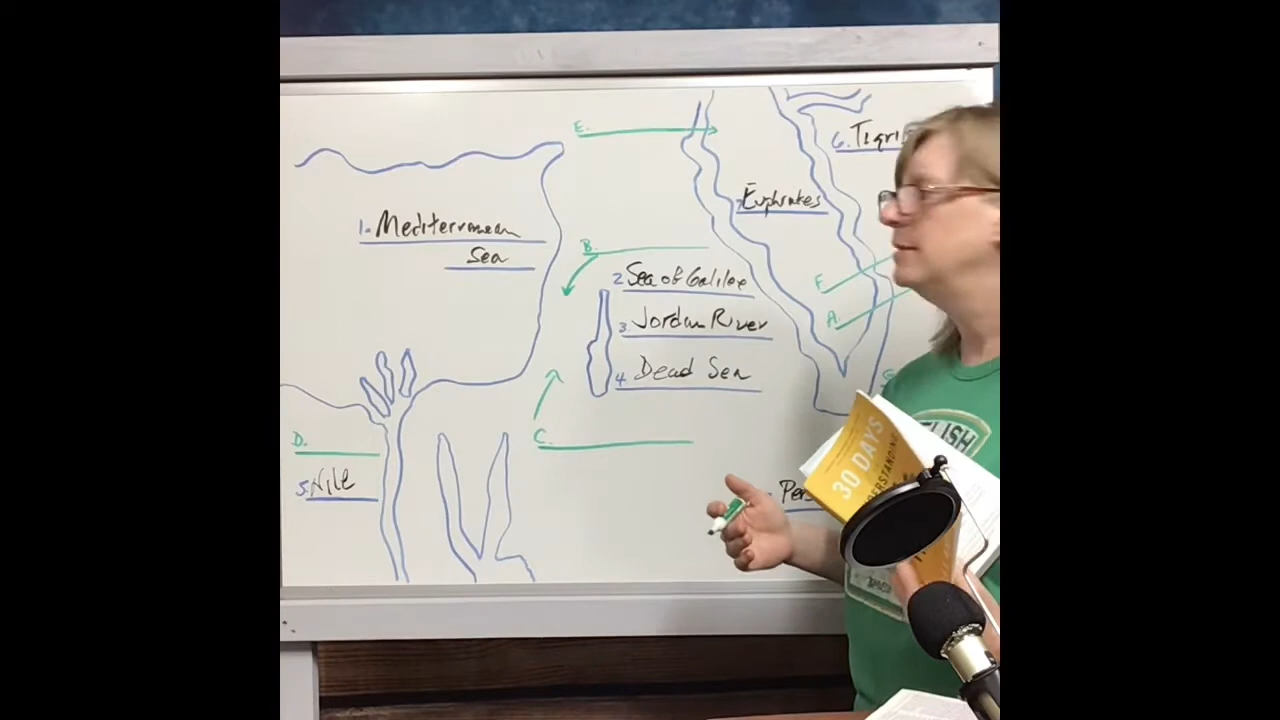 E.
6. Tigri
Euphrates
1. Mediterranean
Sea
B.
2 Sea of Galilee
F.
3 Jordan River
A.
4 Dead Sea
D.
C.
5. Nile
Pers
30 DAYS